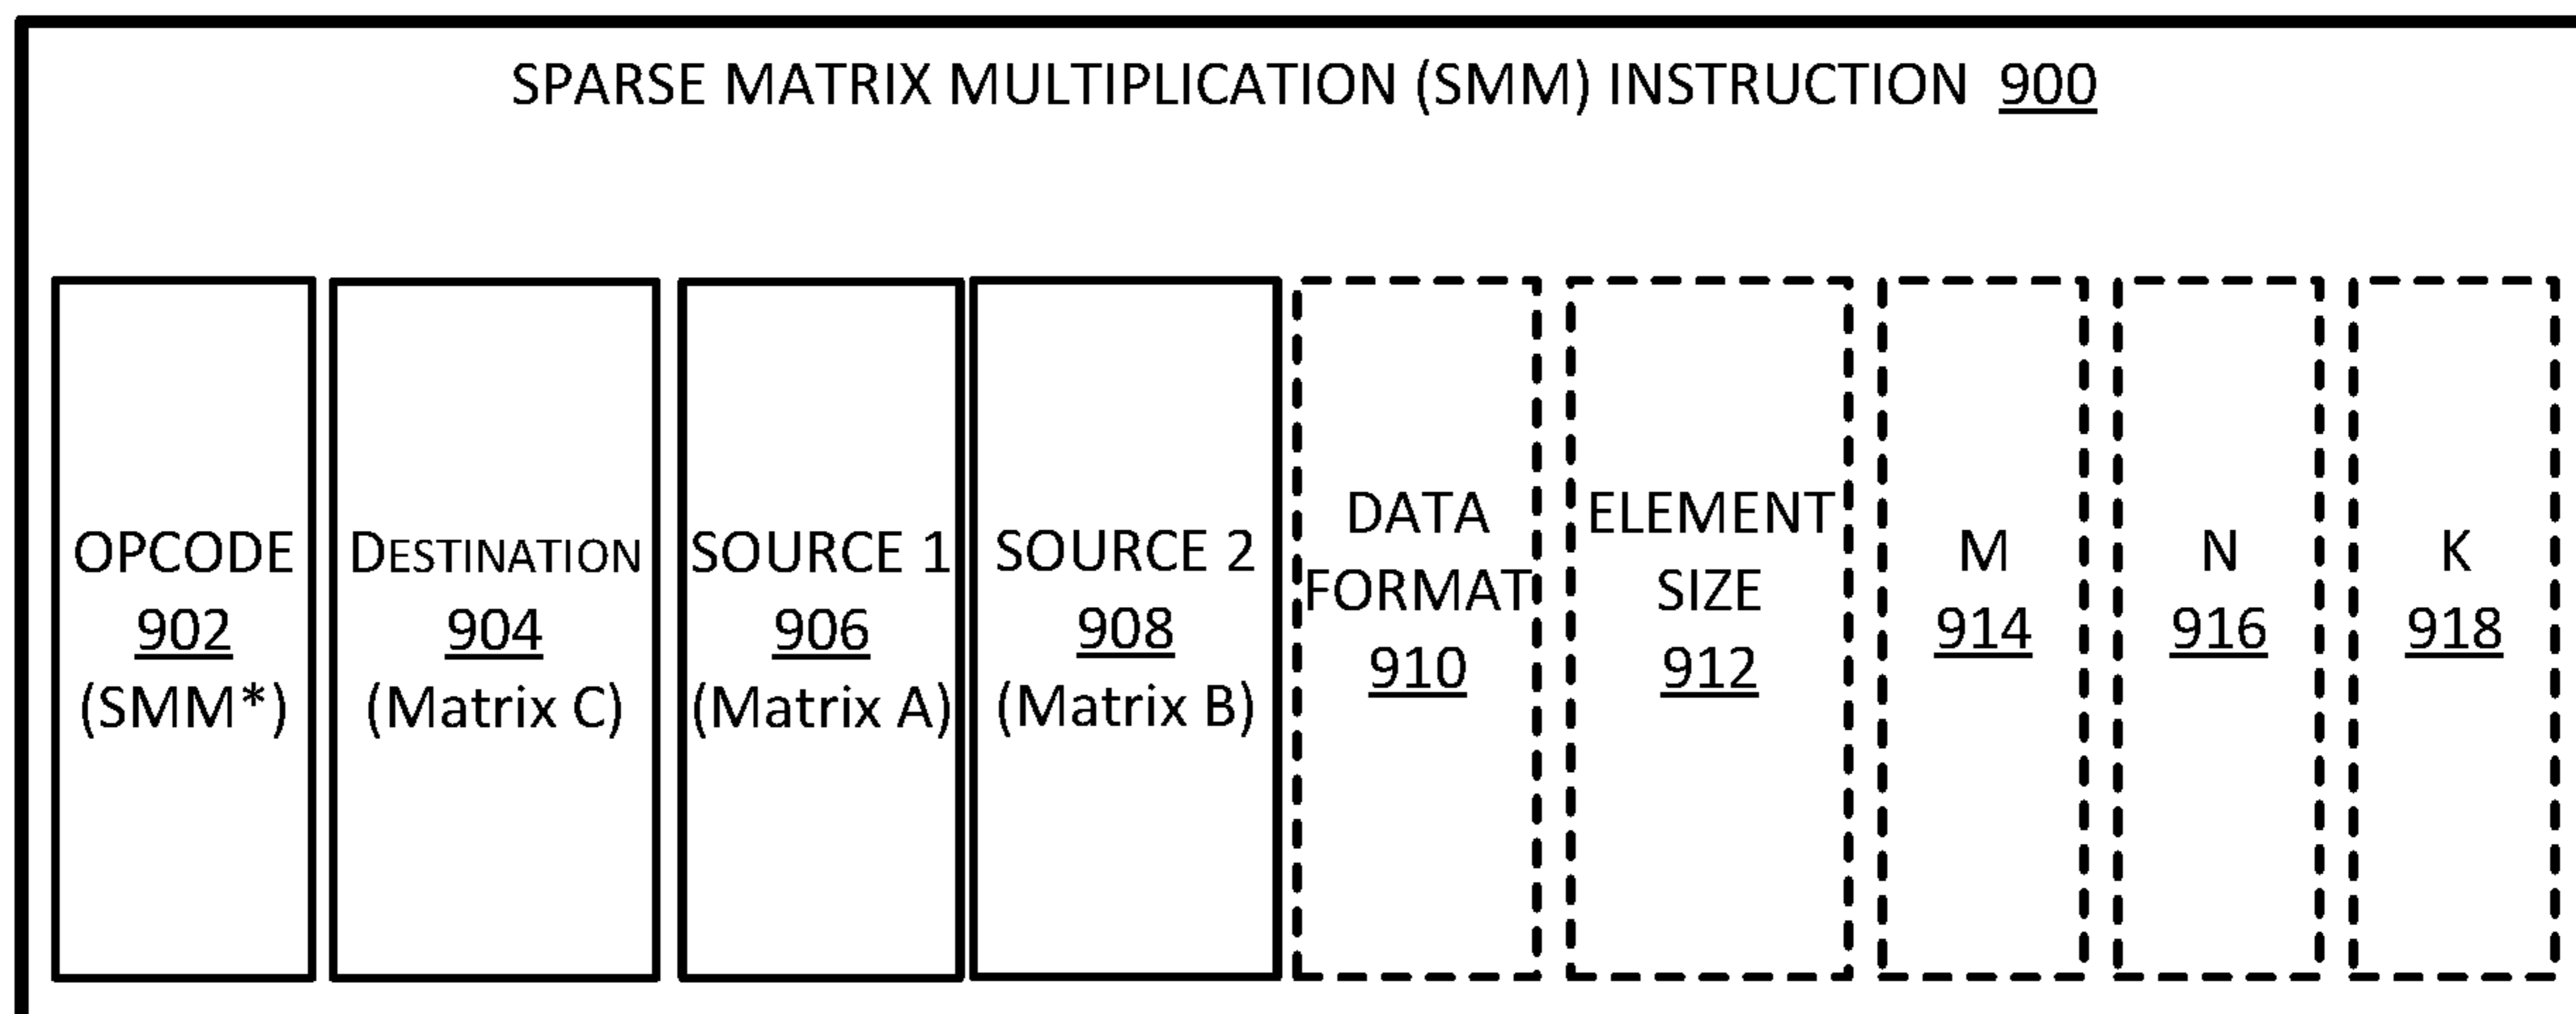 SPARSE MATRIX MULTIPLICATION (SMM) INSTRUCTION 900
OPCODE
902
(SMM*)
DESTINATION
904
(Matrix C)
SOURCE 1
906
(Matrix A)
SOURCE 2
908
(Matrix B)
DATA
FORMAT
910
ELEMENT
SIZE
912
M
914
N
916
K
918